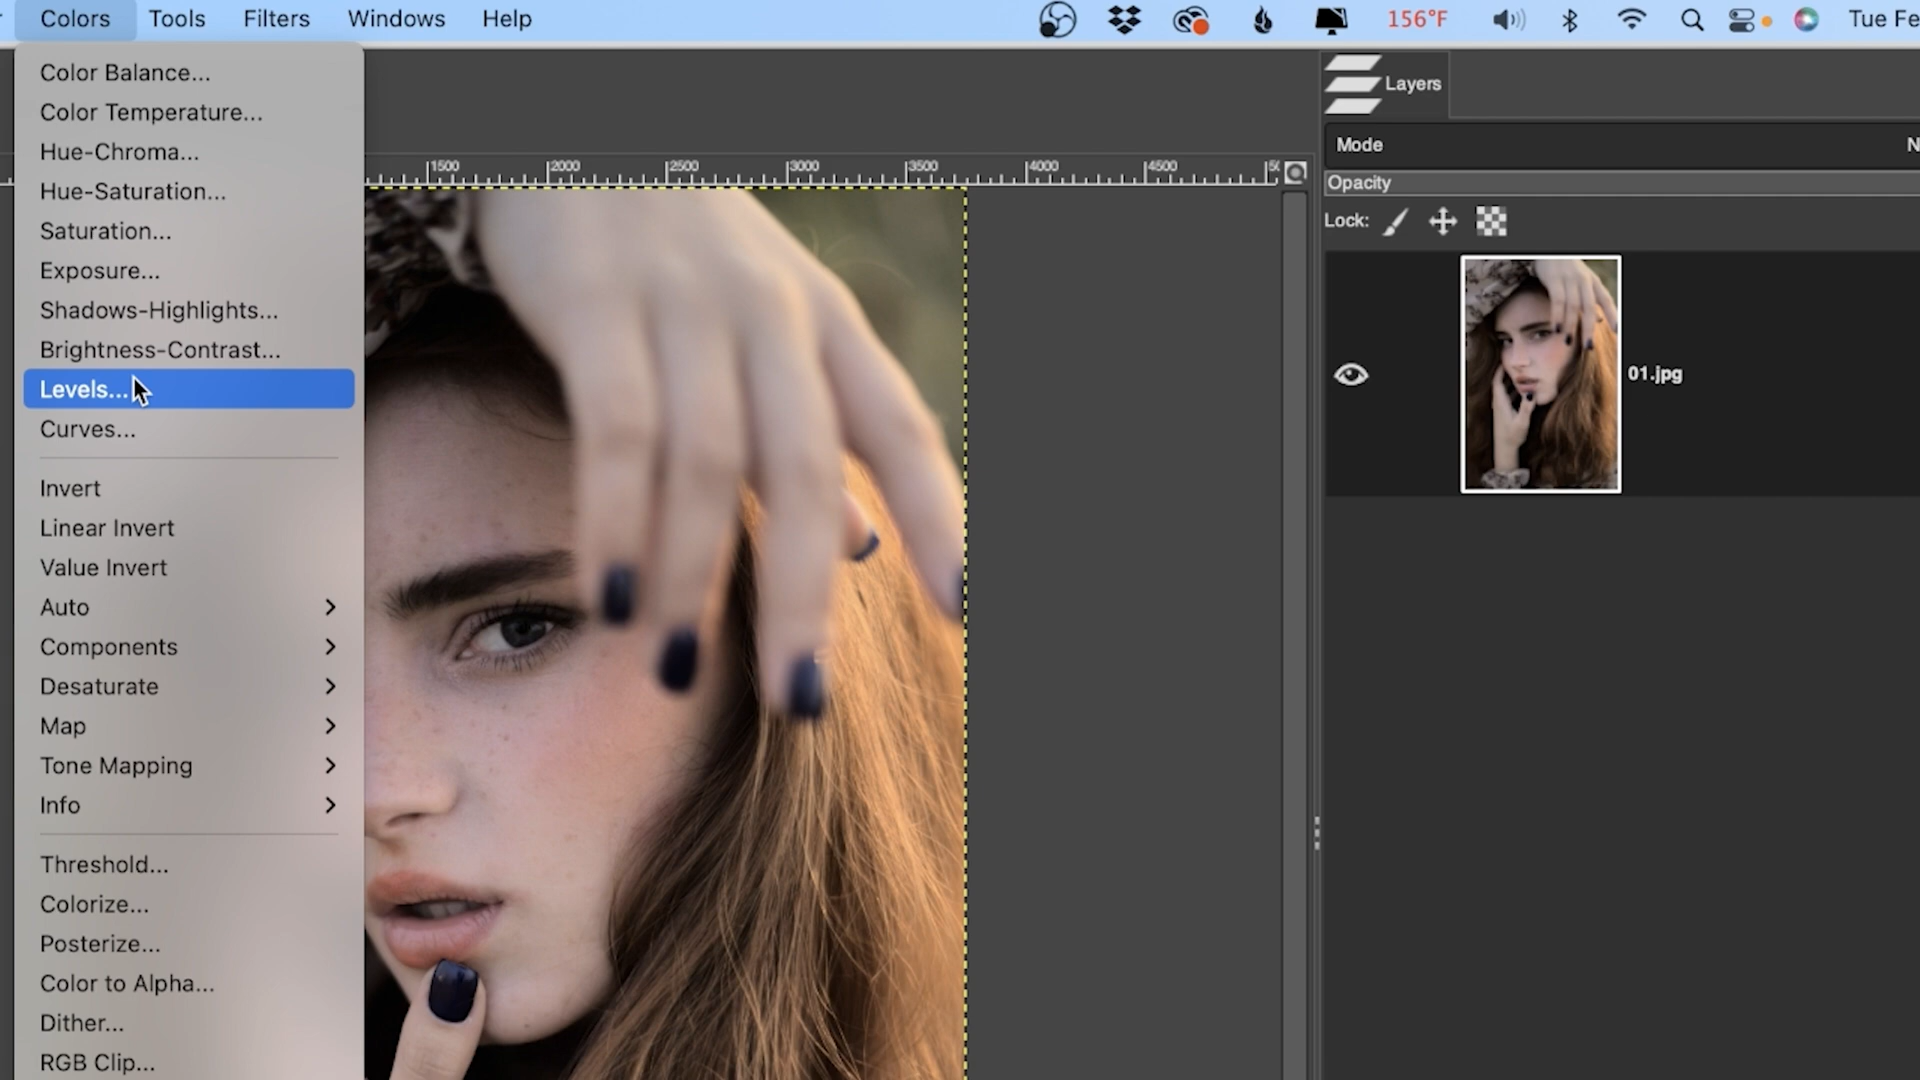 Colors Tools Filters Windows Help 156°F Tue Fe
Color Balance...
Color Temperature...
Hue-Chroma...
Hue-Saturation...
Saturation...
Exposure...
Shadows-Highlights...
Brightness-Contrast...
Levels...
Curves...
Invert
Linear Invert
Value Invert
Auto
Components
Desaturate
Map
Tone Mapping
Info
Threshold...
Colorize...
Posterize...
Color to Alpha...
Dither...
RGB Clip...
1500 2000 2500 3000 3500 4000 4500 50
Layers
Mode N
Opacity
Lock:
01.jpg